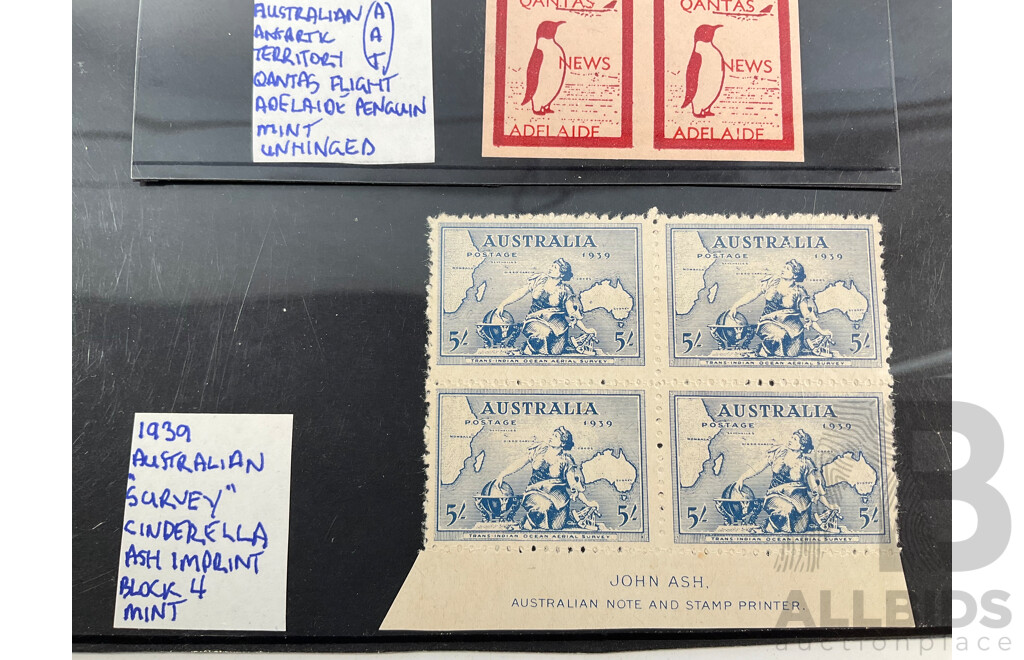 AUSTRALIAN (A
ANTARTIC A
TERRITORY T)
QANTAS FLIGHT
ADELAIDE PENGUIN
MINT
UNHINGED
QANTAS QANTAS
NEWS NEWS
ADELAIDE ADELAIDE
AUSTRALIA AUSTRALIA
POSTAGE 1939 POSTAGE 1939
5/- 5/- 5/- 5/-
TRANS-INDIAN OCEAN AERIAL SURVEY TRANS-INDIAN OCEAN AERIAL SURVEY
AUSTRALIA AUSTRALIA
POSTAGE 1939 POSTAGE 1939
5/- 5/- 5/- 5/-
TRANS-INDIAN OCEAN AERIAL SURVEY TRANS-INDIAN OCEAN AERIAL SURVEY
JOHN ASH.
AUSTRALIAN NOTE AND STAMP PRINTER.
1939
AUSTRALIAN
"SURVEY"
CINDERELLA
ASH IMPRINT
BLOCK 4
MINT
B
ALLBIDS
auctionplace